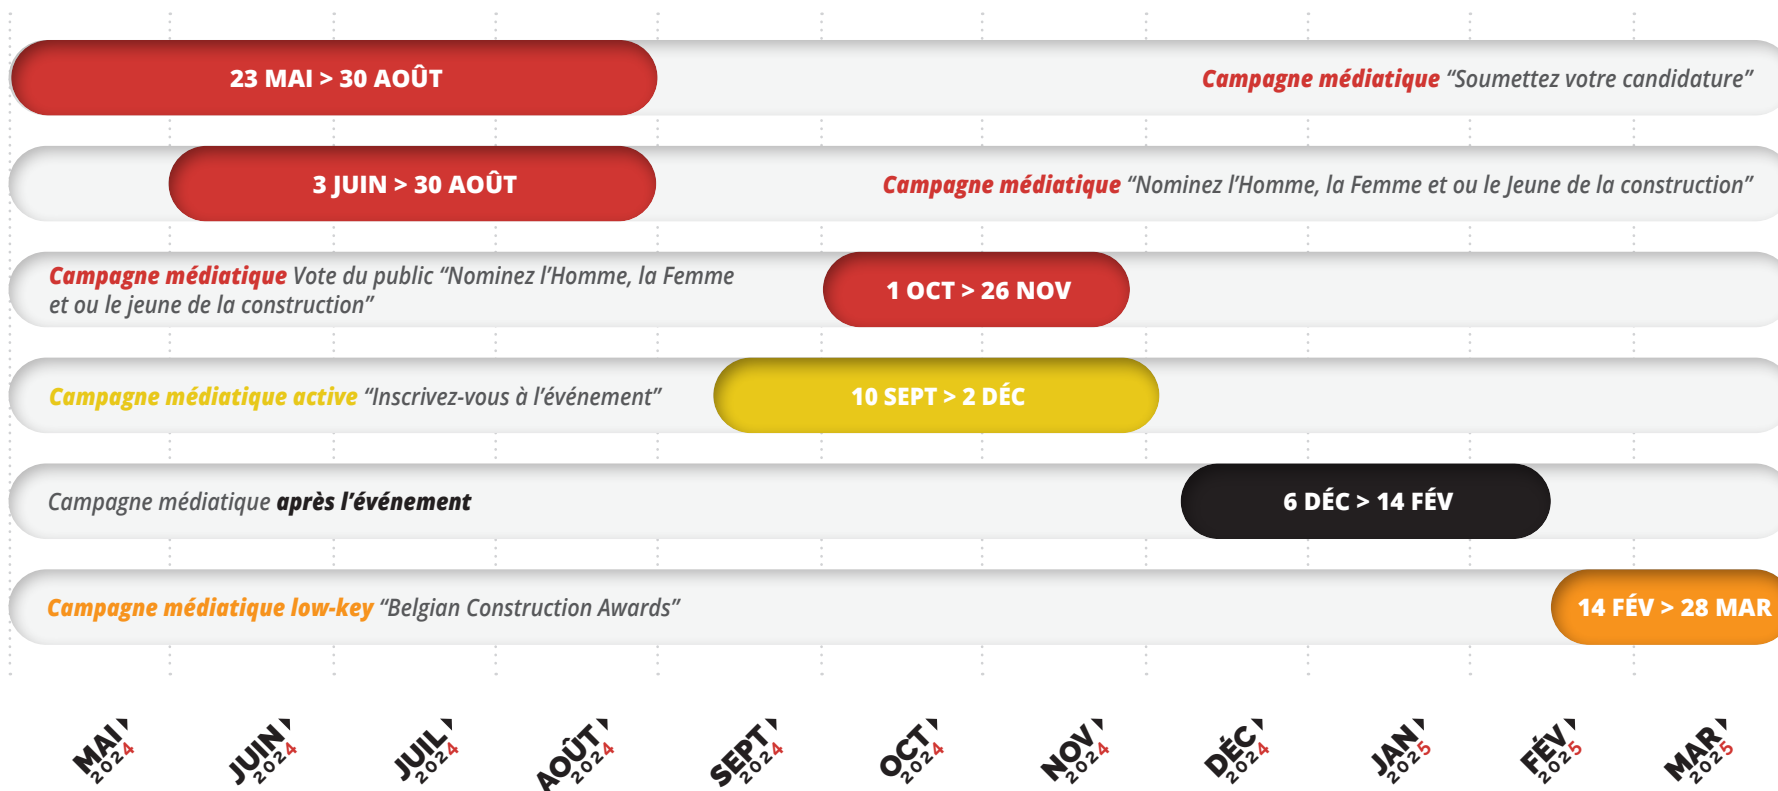 23 MAI > 30 AOÛT
Campagne médiatique “Soumettez votre candidature”
3 JUIN > 30 AOÛT
Campagne médiatique “Nominez l’Homme, la Femme et ou le Jeune de la construction”
Campagne médiatique Vote du public “Nominez l’Homme, la Femme
et ou le jeune de la construction”
1 OCT > 26 NOV
Campagne médiatique active “Inscrivez-vous à l’événement”
10 SEPT > 2 DÉC
Campagne médiatique après l’événement
6 DÉC > 14 FÉV
Campagne médiatique low-key “Belgian Construction Awards”
14 FÉV > 28 MAR
MAI
2024
JUIN
2024
JUIL
2024
AOÛT
2024
SEPT
2024
OCT
2024
NOV
2024
DÉC
2024
JAN
2025
FÉV
2025
MAR
2025